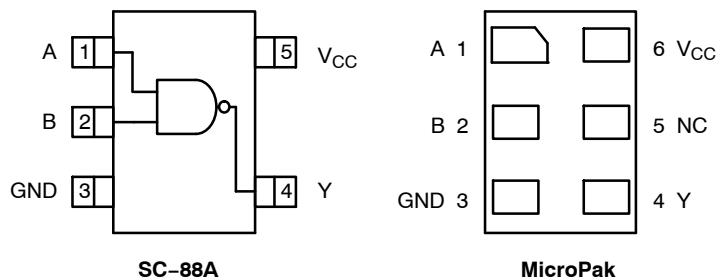 A 1 5 VCC
B 2
GND 3 4 Y
SC-88A
A 1 6 VCC
B 2 5 NC
GND 3 4 Y
MicroPak